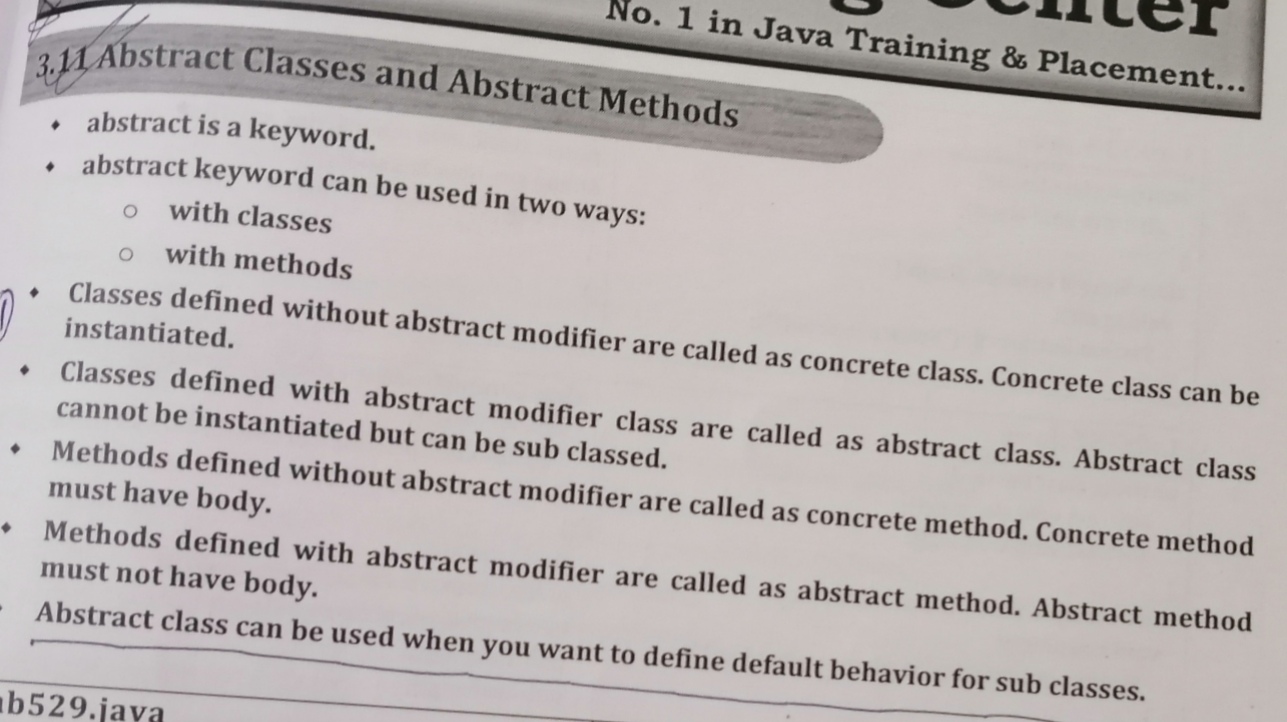 Center
No. 1 in Java Training & Placement...
3.11 Abstract Classes and Abstract Methods
abstract is a keyword.
abstract keyword can be used in two ways:
with classes
with methods
Classes defined without abstract modifier are called as concrete class. Concrete class can be
instantiated.
Classes defined with abstract modifier class are called as abstract class. Abstract class
cannot be instantiated but can be sub classed.
Methods defined without abstract modifier are called as concrete method. Concrete method
must have body.
Methods defined with abstract modifier are called as abstract method. Abstract method
must not have body.
Abstract class can be used when you want to define default behavior for sub classes.
ab529.java